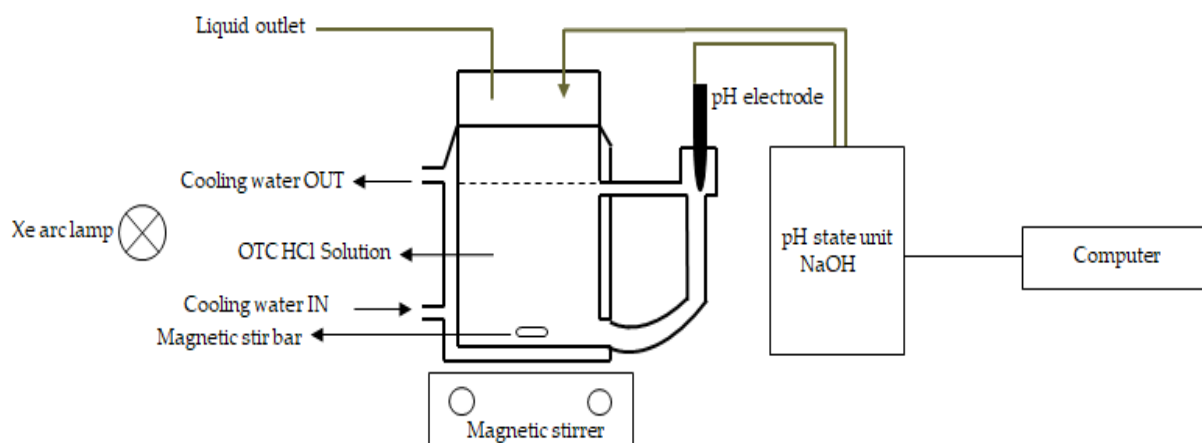 Liquid outlet
pH electrode
Cooling water OUT
Xe arc lamp
OTC HCl Solution
pH state unit
NaOH
Computer
Cooling water IN
Magnetic stir bar
Magnetic stirrer